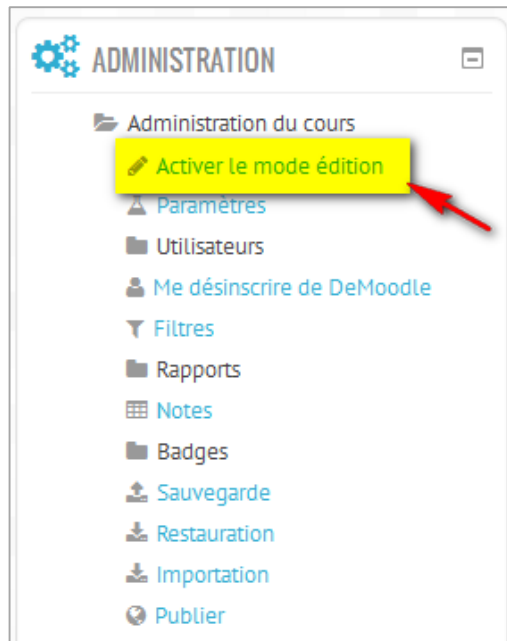 ADMINISTRATION
Administration du cours
Activer le mode édition
Paramètres
Utilisateurs
Me désinscrire de DeMoodle
Filtres
Rapports
Notes
Badges
Sauvegarde
Restauration
Importation
Publier